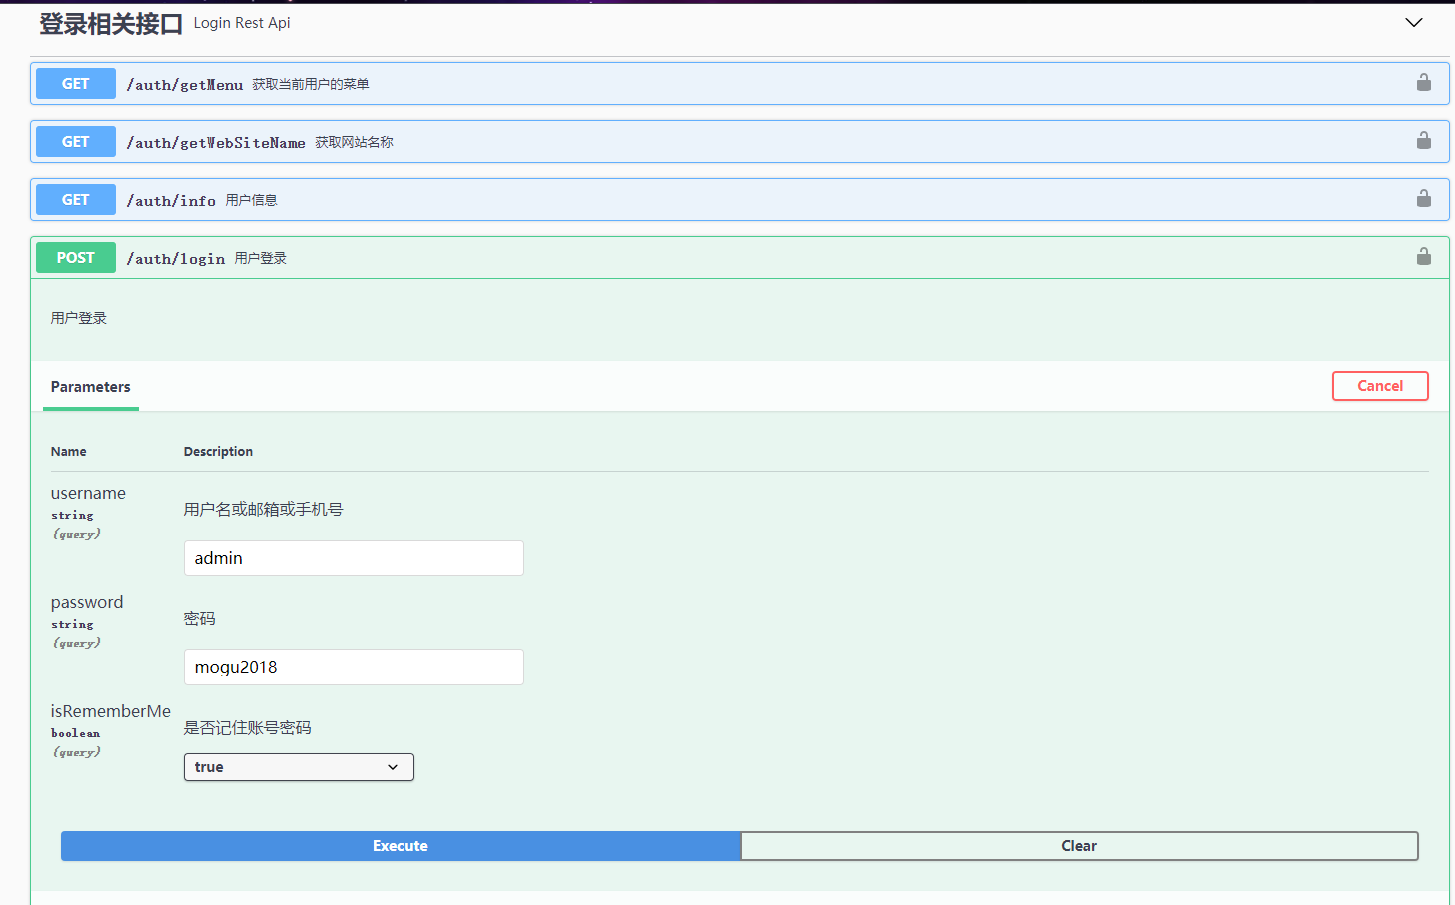 登录相关接口 Login Rest Api
GET /auth/getMenu 获取当前用户的菜单
GET /auth/getWebSiteName 获取网站名称
GET /auth/info 用户信息
POST /auth/login 用户登录
用户登录
Parameters Cancel
Name Description
username
string
(query)
用户名或邮箱或手机号
admin
password
string
(query)
密码
mogu2018
isRememberMe
boolean
(query)
是否记住账号密码
true
Execute Clear